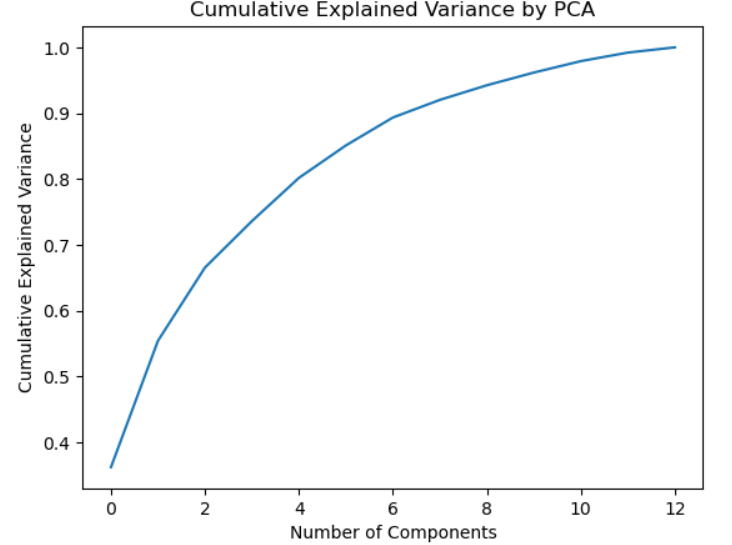 Cumulative Explained Variance by PCA
1.0
0.9
0.8
0.7
0.6
0.5
0.4
Cumulative Explained Variance
0 2 4 6 8 10 12
Number of Components